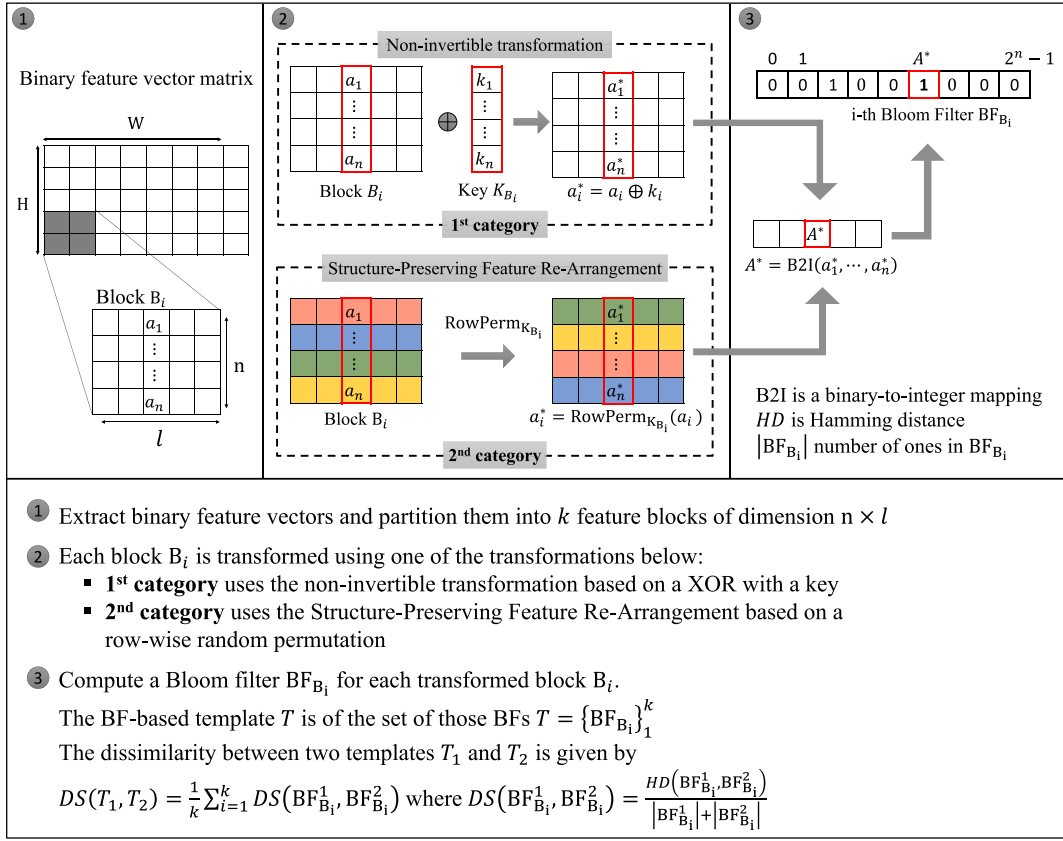 1
Binary feature vector matrix
W
H
Block B_i
a_1
⋮
⋮
a_n
n
l
2
Non-invertible transformation
a_1
⋮
⋮
a_n
⊕
k_1
⋮
⋮
k_n
a_1^*
⋮
⋮
a_n^*
Block B_i
Key K_{B_i}
a_i^* = a_i ⊕ k_i
1st category
Structure-Preserving Feature Re-Arrangement
a_1
⋮
⋮
a_n
RowPerm_{K_{B_i}}
a_1^*
⋮
⋮
a_n^*
Block B_i
a_i^* = RowPerm_{K_{B_i}}(a_i)
2nd category
3
0 1 A^* 2^n − 1
0 0 1 0 0 1 0 0 0
i-th Bloom Filter BF_{B_i}
A^*
A^* = B2I(a_1^*, ⋯, a_n^*)
B2I is a binary-to-integer mapping
HD is Hamming distance
|BF_{B_i}| number of ones in BF_{B_i}
1 Extract binary feature vectors and partition them into k feature blocks of dimension n × l
2 Each block B_i is transformed using one of the transformations below:
▪ 1st category uses the non-invertible transformation based on a XOR with a key
▪ 2nd category uses the Structure-Preserving Feature Re-Arrangement based on a
row-wise random permutation
3 Compute a Bloom filter BF_{B_i} for each transformed block B_i.
The BF-based template T is of the set of those BFs T = {BF_{B_i}}_1^k
The dissimilarity between two templates T_1 and T_2 is given by
DS(T_1, T_2) = 1/k ∑_{i=1}^k DS(BF_{B_i}^1, BF_{B_i}^2) where DS(BF_{B_i}^1, BF_{B_i}^2) = HD(BF_{B_i}^1, BF_{B_i}^2) / (|BF_{B_i}^1| + |BF_{B_i}^2|)